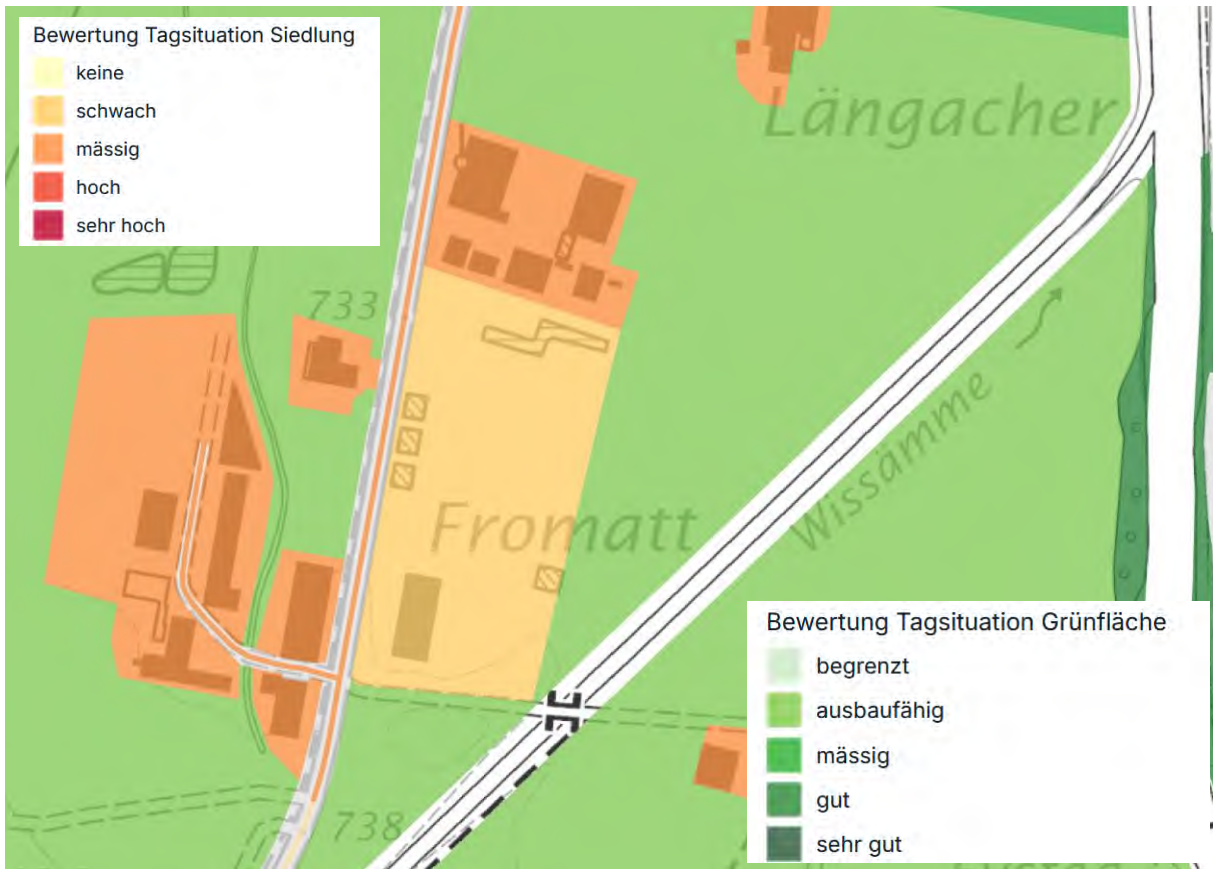 Bewertung Tagsituation Siedlung
keine
schwach
mässig
hoch
sehr hoch
Längacher
733
Wissämme
Fromatt
738
Bewertung Tagsituation Grünfläche
begrenzt
ausbaufähig
mässig
gut
sehr gut